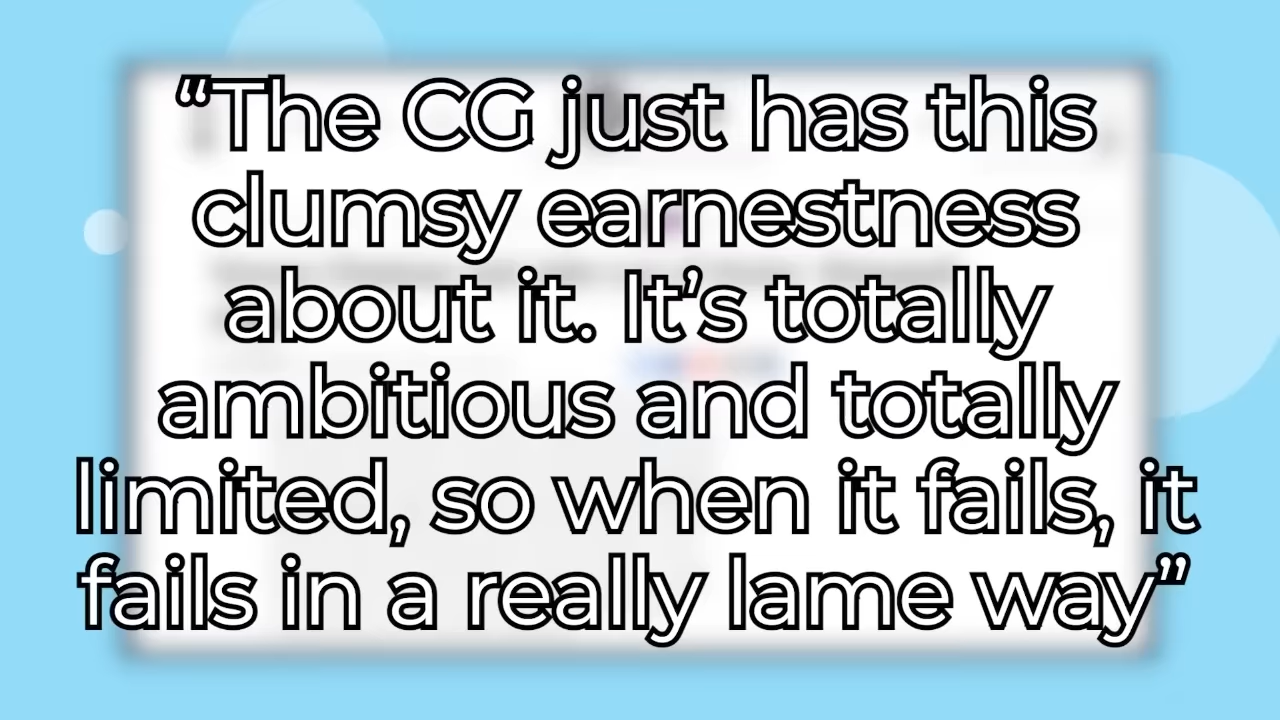 “The CG just has this
clumsy earnestness
about it. It’s totally
ambitious and totally
limited, so when it fails, it
fails in a really lame way”